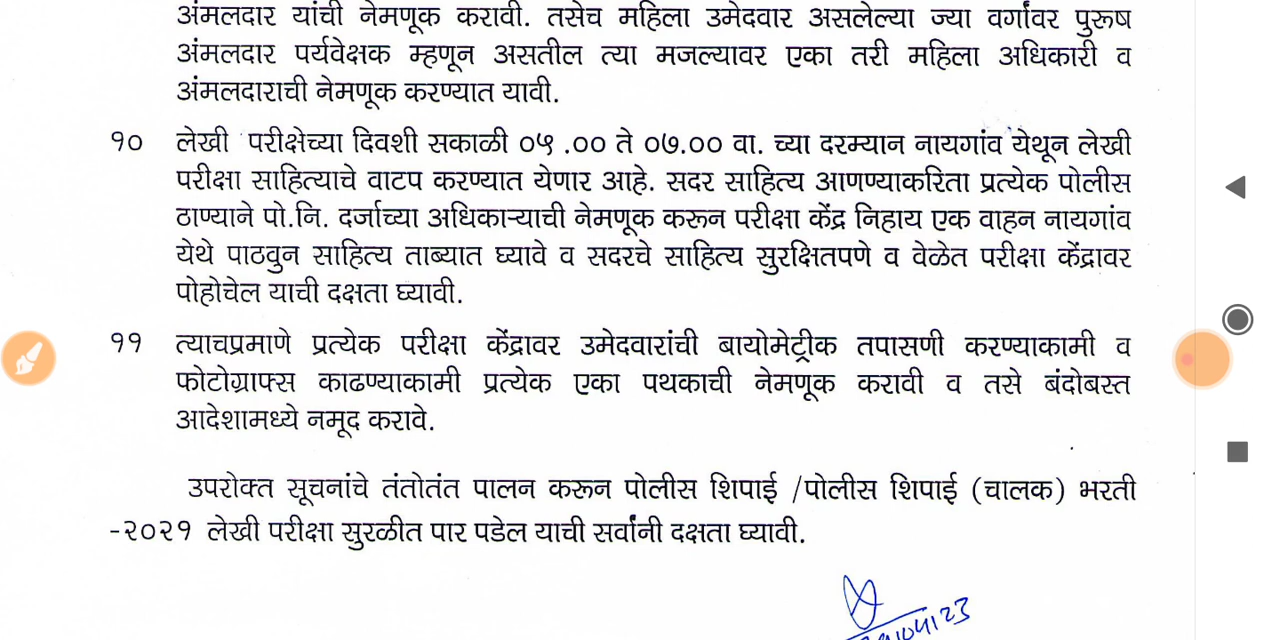 अंमलदार यांची नेमणूक करावी. तसेच महिला उमेदवार असलेल्या ज्या वर्गांवर पुरूष
अंमलदार पर्यवेक्षक म्हणून असतील त्या मजल्यावर एका तरी महिला अधिकारी व
अंमलदाराची नेमणूक करण्यात यावी.
१० लेखी परीक्षेच्या दिवशी सकाळी ०५.०० ते ०७.०० वा. च्या दरम्यान नायगांव येथून लेखी
परीक्षा साहित्याचे वाटप करण्यात येणार आहे. सदर साहित्य आणण्याकरिता प्रत्येक पोलीस
ठाण्याने पो.नि. दर्जाच्या अधिकाऱ्याची नेमणूक करून परीक्षा केंद्र निहाय एक वाहन नायगांव
येथे पाठवुन साहित्य ताब्यात घ्यावे व सदरचे साहित्य सुरक्षितपणे व वेळेत परीक्षा केंद्रावर
पोहोचेल याची दक्षता घ्यावी.
११ त्याचप्रमाणे प्रत्येक परीक्षा केंद्रावर उमेदवारांची बायोमेट्रीक तपासणी करण्याकामी व
फोटोग्राफ्स काढण्याकामी प्रत्येक एका पथकाची नेमणूक करावी व तसे बंदोबस्त
आदेशामध्ये नमूद करावे.
उपरोक्त सूचनांचे तंतोतंत पालन करून पोलीस शिपाई /पोलीस शिपाई (चालक) भरती
-२०२१ लेखी परीक्षा सुरळीत पार पडेल याची सर्वांनी दक्षता घ्यावी.